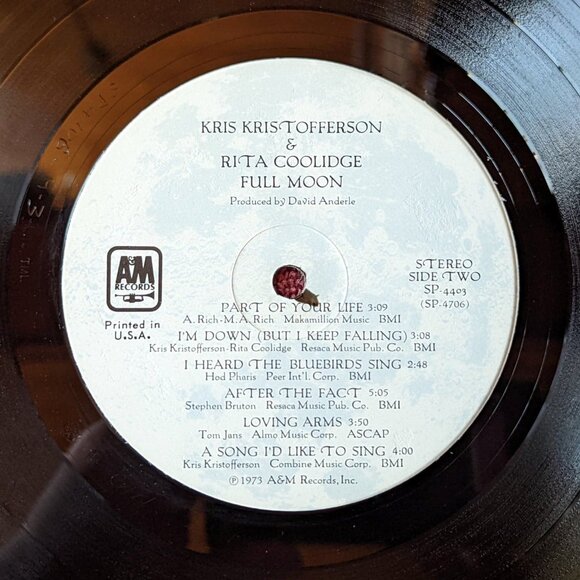 KRIS KRISTOFFERSON
&
RITA COOLIDGE
FULL MOON
Produced by David Anderle
A&M
RECORDS
Printed in
U.S.A.
STEREO
SIDE TWO
SP-4403
(SP-4706)
PART OF YOUR LIFE 3:09
A. Rich-M.A. Rich Makamillion Music BMI
I'M DOWN (BUT I KEEP FALLING) 3:08
Kris Kristofferson-Rita Coolidge Resaca Music Pub. Co. BMI
I HEARD THE BLUEBIRDS SING 2:48
Hod Pharis Peer Int'l. Corp. BMI
AFTER THE FACT 5:05
Stephen Bruton Resaca Music Pub. Co. BMI
LOVING ARMS 3:50
Tom Jans Almo Music Corp. ASCAP
A SONG I'D LIKE TO SING 4:00
Kris Kristofferson Combine Music Corp. BMI
℗ 1973 A&M Records, Inc.